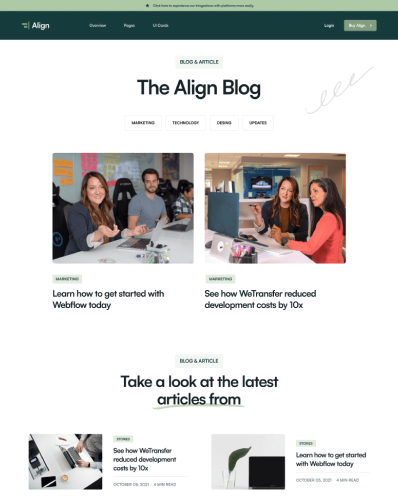 Click here to experience our integrations with platforms more easily
Align
Overview
Pages
UI Cards
Login
Buy Align
BLOG & ARTICLE
The Align Blog
MARKETING
TECHNOLOGY
DESING
UPDATES
MARKETING
Learn how to get started with
Webflow today
MARKETING
See how WeTransfer reduced
development costs by 10x
BLOG & ARTICLE
Take a look at the latest
articles from
STORIES
See how WeTransfer
reduced development
costs by 10x
OCTOBER 05, 2021 5 MIN READ
STORIES
Learn how to get started
with Webflow today
OCTOBER 05, 2021 4 MIN READ